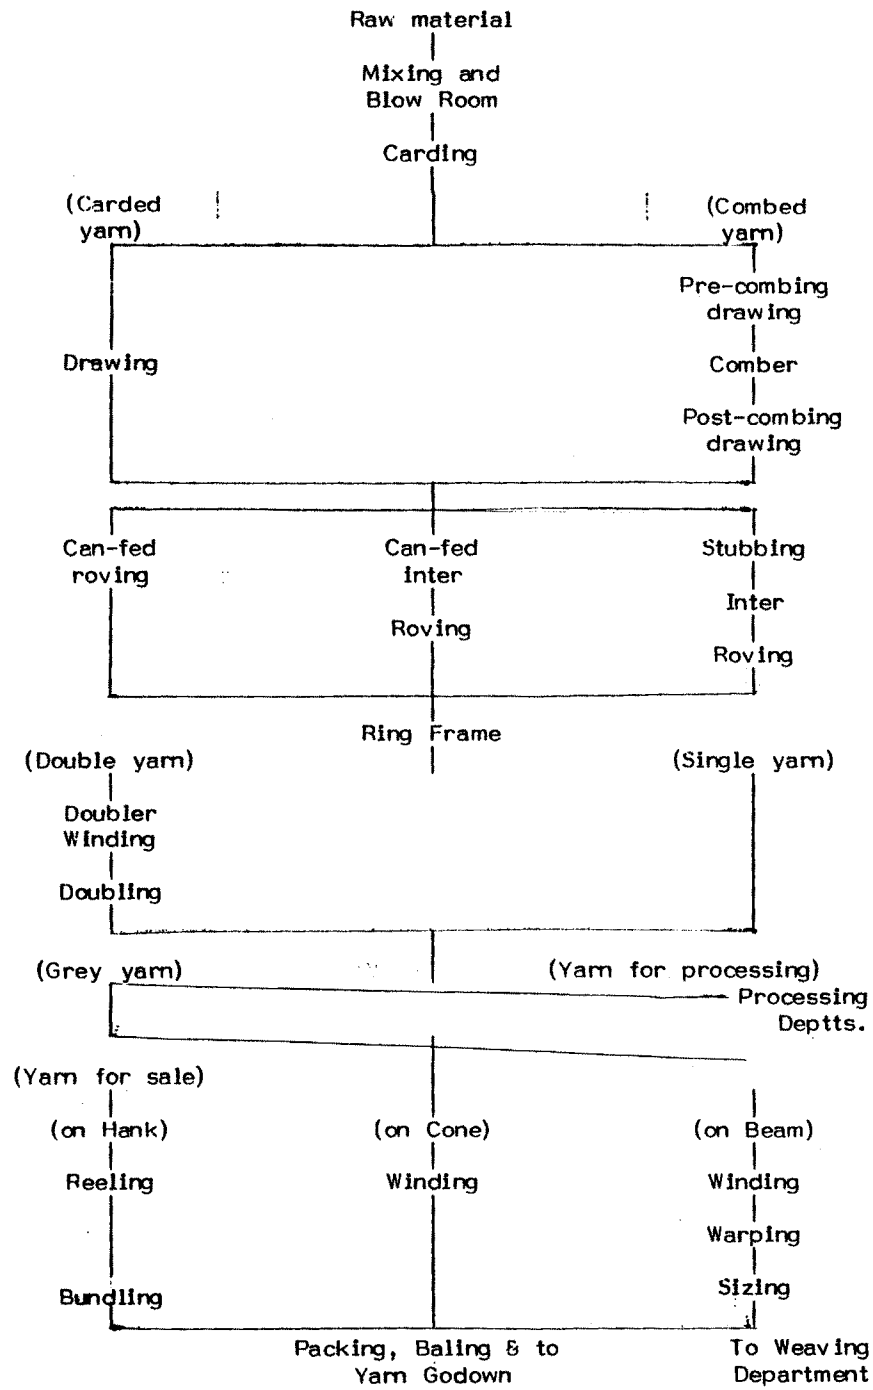 Raw material
Mixing and
Blow Room
Carding
(Carded
yarn)
(Combed
yarn)
Pre-combing
drawing
Drawing
Comber
Post-combing
drawing
Can-fed
roving
Can-fed
Inter
Roving
Stubbing
Inter
Roving
Ring Frame
(Double yarn)
(Single yarn)
Doubler
Winding
Doubling
(Grey yarn)
(Yarn for processing)
Processing
Deptts.
(Yarn for sale)
(on Hank)
(on Cone)
(on Beam)
Reeling
Winding
Winding
Warping
Sizing
Bundling
Packing, Baling & to
Yarn Godown
To Weaving
Department